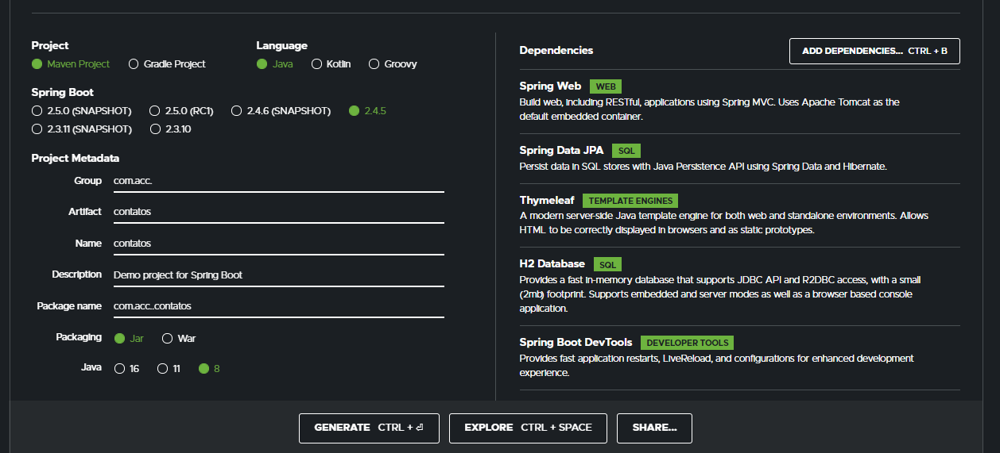 Project
Maven Project Gradle Project
Language
Java Kotlin Groovy
Spring Boot
2.5.0 (SNAPSHOT) 2.5.0 (RC1) 2.4.6 (SNAPSHOT) 2.4.5
2.3.11 (SNAPSHOT) 2.3.10
Project Metadata
Group com.acc.
Artifact contatos
Name contatos
Description Demo project for Spring Boot
Package name com.acc..contatos
Packaging Jar War
Java 16 11 8
Dependencies
ADD DEPENDENCIES... CTRL + B
Spring Web WEB
Build web, including RESTful, applications using Spring MVC. Uses Apache Tomcat as the
default embedded container.
Spring Data JPA SQL
Persist data in SQL stores with Java Persistence API using Spring Data and Hibernate.
Thymeleaf TEMPLATE ENGINES
A modern server-side Java template engine for both web and standalone environments. Allows
HTML to be correctly displayed in browsers and as static prototypes.
H2 Database SQL
Provides a fast in-memory database that supports JDBC API and R2DBC access, with a small
(2mb) footprint. Supports embedded and server modes as well as a browser based console
application.
Spring Boot DevTools DEVELOPER TOOLS
Provides fast application restarts, LiveReload, and configurations for enhanced development
experience.
GENERATE CTRL + ⏎
EXPLORE CTRL + SPACE
SHARE...